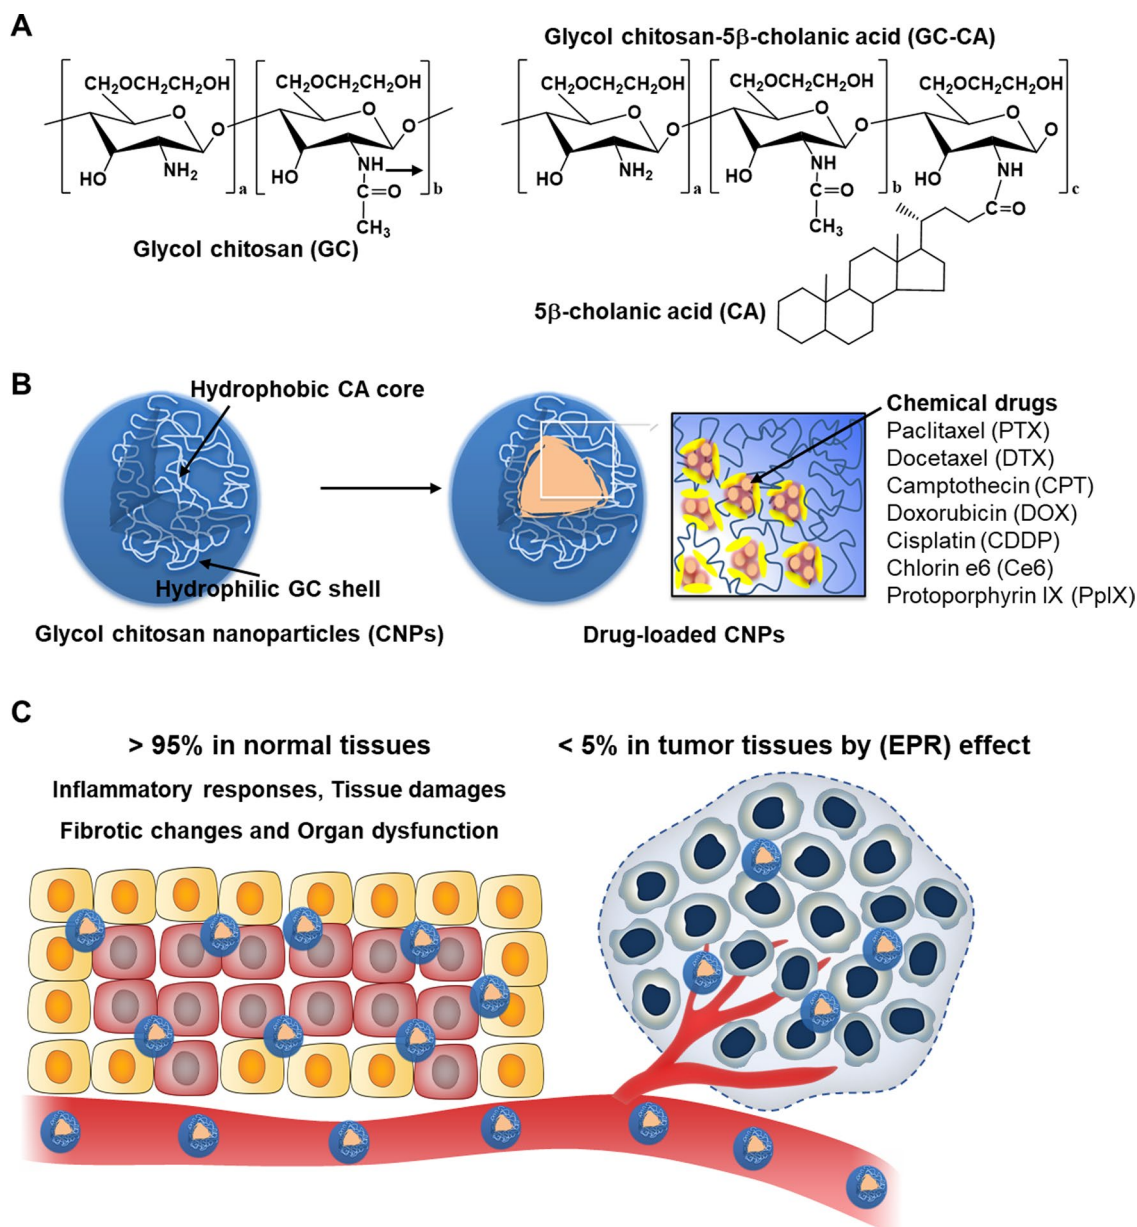 A
Glycol chitosan-5β-cholanic acid (GC-CA)
CH₂OCH₂CH₂OH CH₂OCH₂CH₂OH CH₂OCH₂CH₂OH CH₂OCH₂CH₂OH CH₂OCH₂CH₂OH
O O O O O O O O O O
HO NH₂ a HO NH b HO NH₂ a HO NH b HO NH c
C=O C=O C=O
CH₃ CH₃
Glycol chitosan (GC)
5β-cholanic acid (CA)
B
Hydrophobic CA core
Hydrophilic GC shell
Glycol chitosan nanoparticles (CNPs)
Drug-loaded CNPs
Chemical drugs
Paclitaxel (PTX)
Docetaxel (DTX)
Camptothecin (CPT)
Doxorubicin (DOX)
Cisplatin (CDDP)
Chlorin e6 (Ce6)
Protoporphyrin IX (PpIX)
C
> 95% in normal tissues
Inflammatory responses, Tissue damages
Fibrotic changes and Organ dysfunction
< 5% in tumor tissues by (EPR) effect